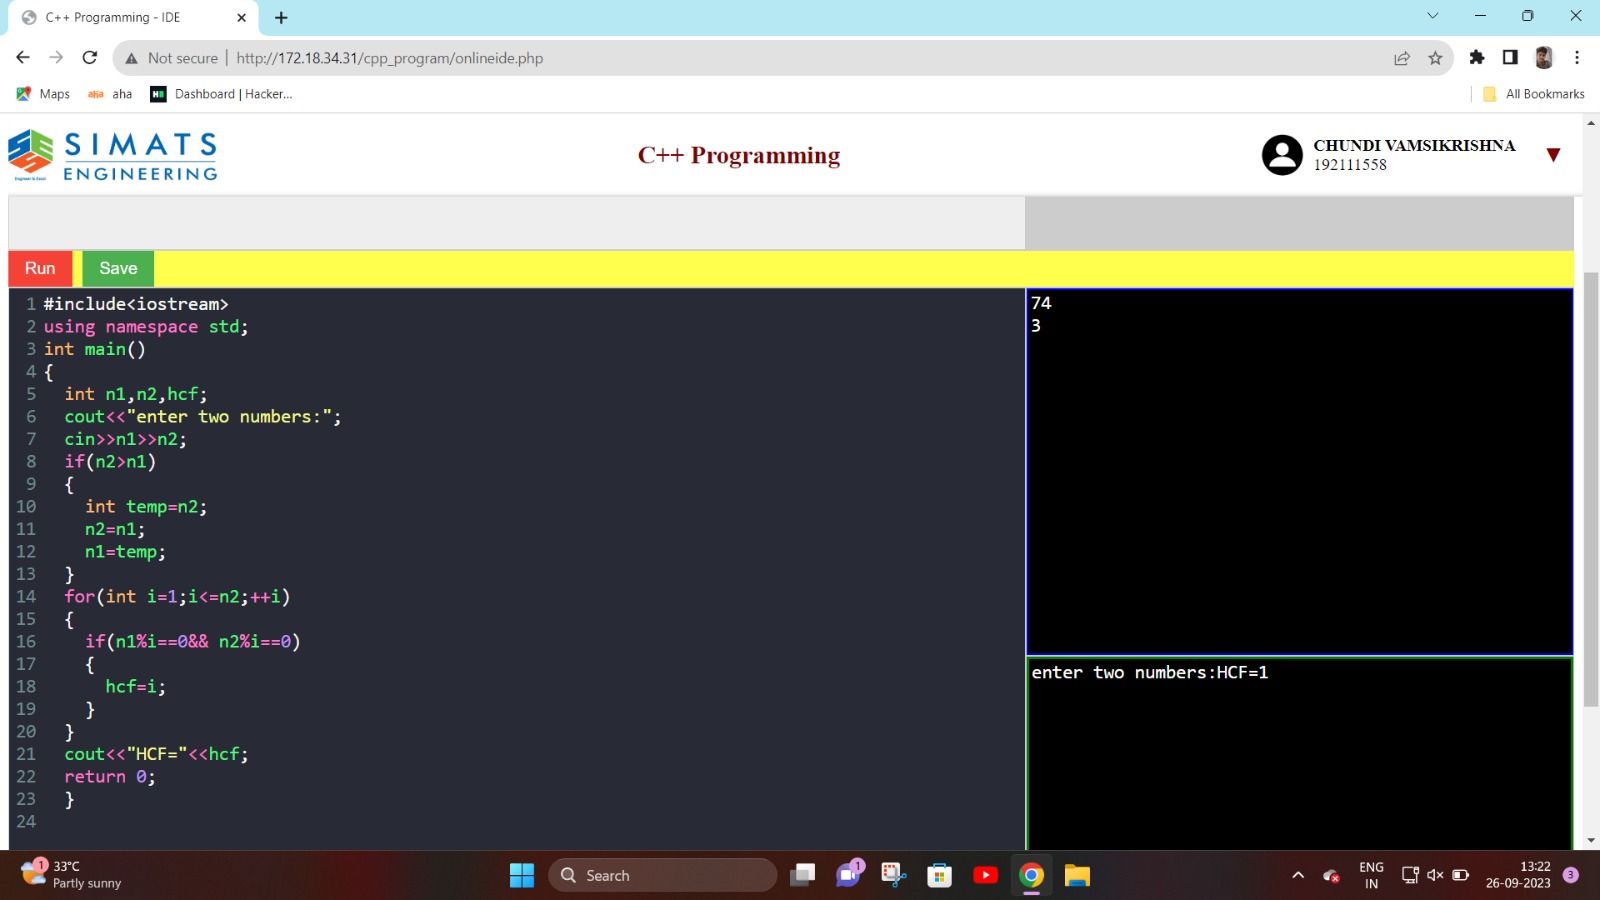 C++ Programming - IDE
Not secure | http://172.18.34.31/cpp_program/onlineide.php
Maps aha aha Dashboard | Hacker... All Bookmarks
SIMATS
ENGINEERING
C++ Programming
CHUNDI VAMSIKRISHNA
192111558
Run Save
1 #include<iostream>
2 using namespace std;
3 int main()
4 {
5 int n1,n2,hcf;
6 cout<<"enter two numbers:";
7 cin>>n1>>n2;
8 if(n2>n1)
9 {
10 int temp=n2;
11 n2=n1;
12 n1=temp;
13 }
14 for(int i=1;i<=n2;++i)
15 {
16 if(n1%i==0&& n2%i==0)
17 {
18 hcf=i;
19 }
20 }
21 cout<<"HCF="<<hcf;
22 return 0;
23 }
24
74
3
enter two numbers:HCF=1
1
33°C
Partly sunny
Search
1
ENG
IN
13:22
26-09-2023
3